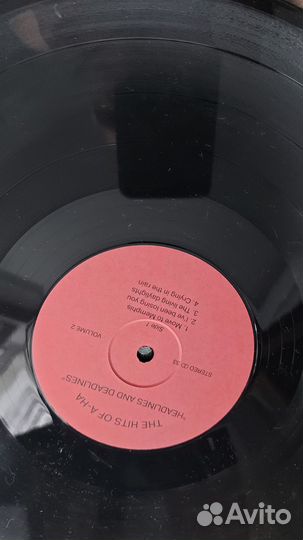 THE HITS OF A-HA
"HEADLINES AND DEADLINES"
STEREO 33
VOLUME 2
Side 1
1. Move to Memphis
2. I've been losing you
3. The living daylights
4. Crying in the rain
Avito